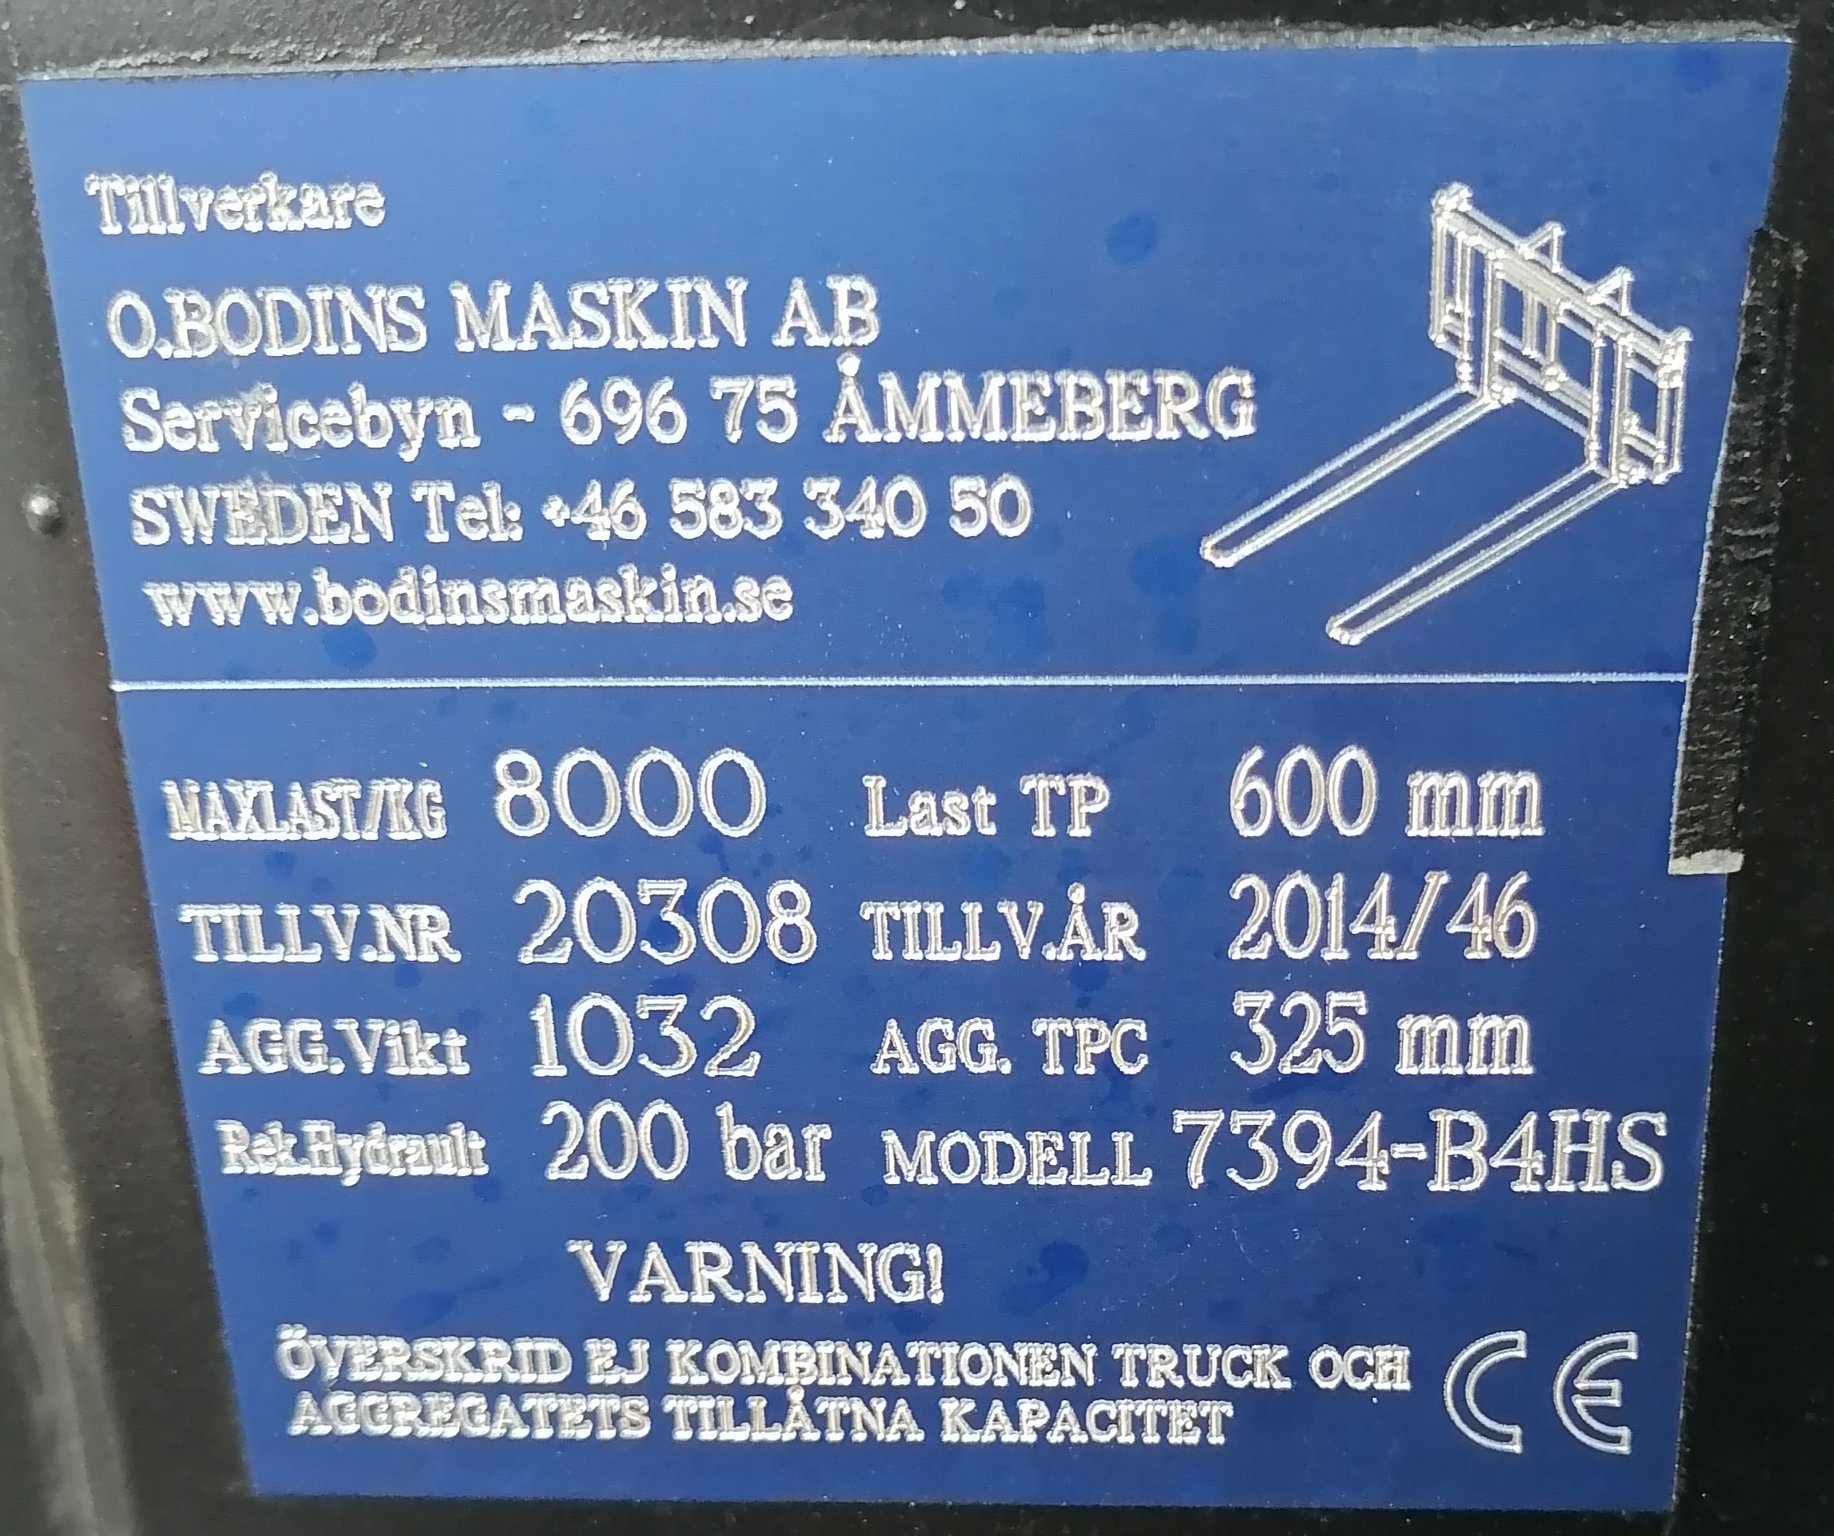 Tillverkare
O.BODINS MASKIN AB
Servicebyn - 696 75 ÅMMEBERG
SWEDEN Tel: +46 583 340 50
www.bodinsmaskin.se
MAXLAST/KG 8000 Last TP 600 mm
TILLV.NR 20308 TILLV.ÅR 2014/46
AGG.Vikt 1032 AGG. TPC 325 mm
Rek.Hydrault 200 bar MODELL 7394-B4HS
VARNING!
ÖVERSKRID EJ KOMBINATIONEN TRUCK OCH
AGGREGATETS TILLÅTNA KAPACITET
CE